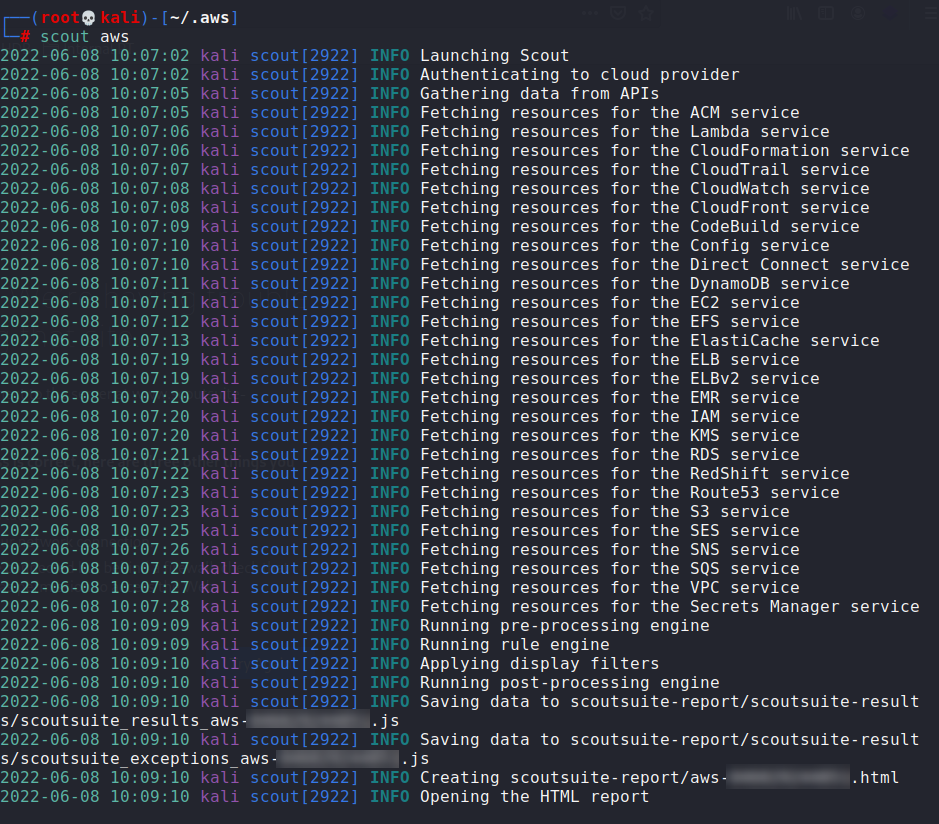 (root💀kali)-[~/.aws]
# scout aws
2022-06-08 10:07:02 kali scout[2922] INFO Launching Scout
2022-06-08 10:07:02 kali scout[2922] INFO Authenticating to cloud provider
2022-06-08 10:07:05 kali scout[2922] INFO Gathering data from APIs
2022-06-08 10:07:05 kali scout[2922] INFO Fetching resources for the ACM service
2022-06-08 10:07:06 kali scout[2922] INFO Fetching resources for the Lambda service
2022-06-08 10:07:06 kali scout[2922] INFO Fetching resources for the CloudFormation service
2022-06-08 10:07:07 kali scout[2922] INFO Fetching resources for the CloudTrail service
2022-06-08 10:07:08 kali scout[2922] INFO Fetching resources for the CloudWatch service
2022-06-08 10:07:08 kali scout[2922] INFO Fetching resources for the CloudFront service
2022-06-08 10:07:09 kali scout[2922] INFO Fetching resources for the CodeBuild service
2022-06-08 10:07:10 kali scout[2922] INFO Fetching resources for the Config service
2022-06-08 10:07:10 kali scout[2922] INFO Fetching resources for the Direct Connect service
2022-06-08 10:07:11 kali scout[2922] INFO Fetching resources for the DynamoDB service
2022-06-08 10:07:11 kali scout[2922] INFO Fetching resources for the EC2 service
2022-06-08 10:07:12 kali scout[2922] INFO Fetching resources for the EFS service
2022-06-08 10:07:13 kali scout[2922] INFO Fetching resources for the ElastiCache service
2022-06-08 10:07:19 kali scout[2922] INFO Fetching resources for the ELB service
2022-06-08 10:07:19 kali scout[2922] INFO Fetching resources for the ELBv2 service
2022-06-08 10:07:20 kali scout[2922] INFO Fetching resources for the EMR service
2022-06-08 10:07:20 kali scout[2922] INFO Fetching resources for the IAM service
2022-06-08 10:07:20 kali scout[2922] INFO Fetching resources for the KMS service
2022-06-08 10:07:21 kali scout[2922] INFO Fetching resources for the RDS service
2022-06-08 10:07:22 kali scout[2922] INFO Fetching resources for the RedShift service
2022-06-08 10:07:23 kali scout[2922] INFO Fetching resources for the Route53 service
2022-06-08 10:07:23 kali scout[2922] INFO Fetching resources for the S3 service
2022-06-08 10:07:25 kali scout[2922] INFO Fetching resources for the SES service
2022-06-08 10:07:26 kali scout[2922] INFO Fetching resources for the SNS service
2022-06-08 10:07:27 kali scout[2922] INFO Fetching resources for the SQS service
2022-06-08 10:07:27 kali scout[2922] INFO Fetching resources for the VPC service
2022-06-08 10:07:28 kali scout[2922] INFO Fetching resources for the Secrets Manager service
2022-06-08 10:09:09 kali scout[2922] INFO Running pre-processing engine
2022-06-08 10:09:09 kali scout[2922] INFO Running rule engine
2022-06-08 10:09:10 kali scout[2922] INFO Applying display filters
2022-06-08 10:09:10 kali scout[2922] INFO Running post-processing engine
2022-06-08 10:09:10 kali scout[2922] INFO Saving data to scoutsuite-report/scoutsuite-result
s/scoutsuite_results_aws- .js
2022-06-08 10:09:10 kali scout[2922] INFO Saving data to scoutsuite-report/scoutsuite-result
s/scoutsuite_exceptions_aws- .js
2022-06-08 10:09:10 kali scout[2922] INFO Creating scoutsuite-report/aws- .html
2022-06-08 10:09:10 kali scout[2922] INFO Opening the HTML report